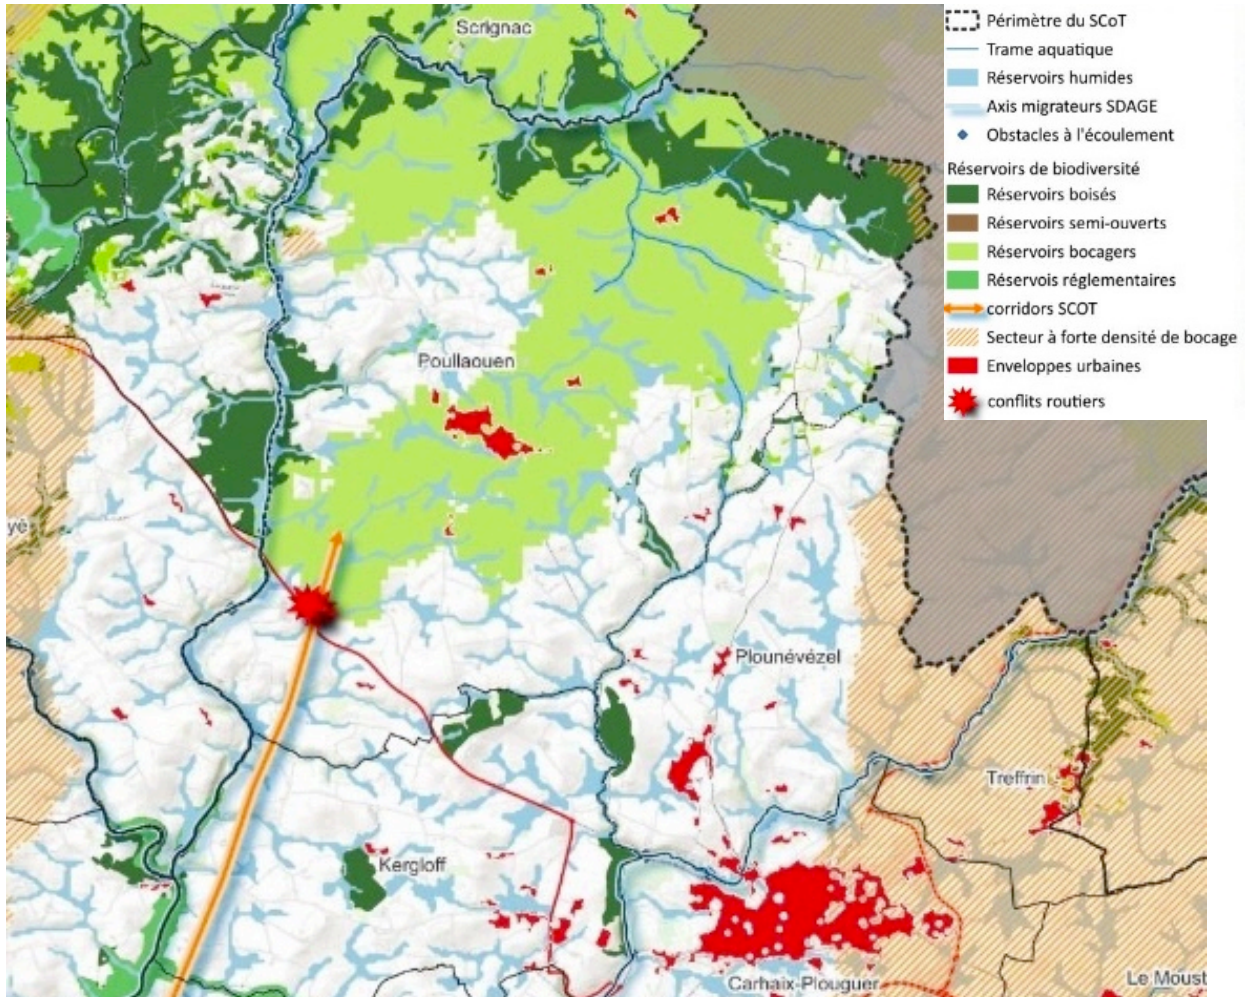 Scrignac
Périmètre du SCoT
Trame aquatique
Réservoirs humides
Axis migrateurs SDAGE
Obstacles à l'écoulement
Réservoirs de biodiversité
Réservoirs boisés
Réservoirs semi-ouverts
Réservoirs bocagers
Réservois réglementaires
corridors SCOT
Secteur à forte densité de bocage
Enveloppes urbaines
conflits routiers
Poullaouen
yé
Plounévézel
Treffrin
Kergloff
Carhaix-Plouguer
Le Moust